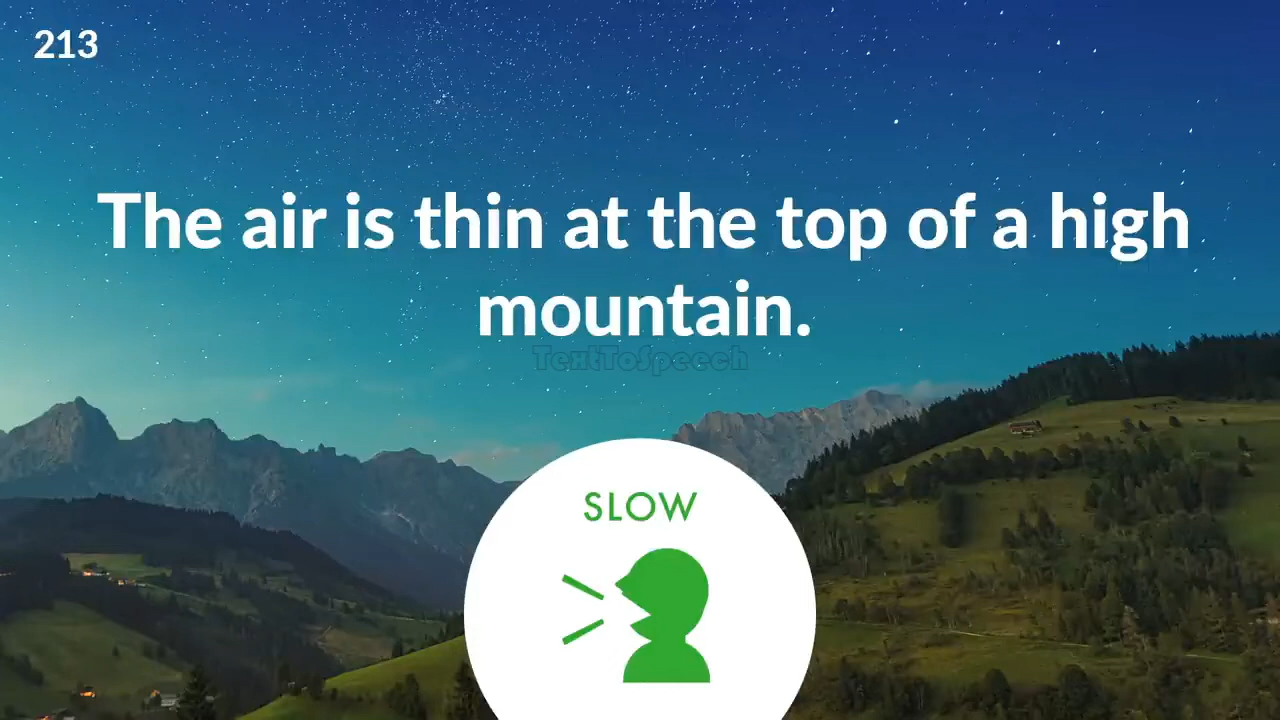 213
The air is thin at the top of a high
mountain.
TextToSpeech
SLOW